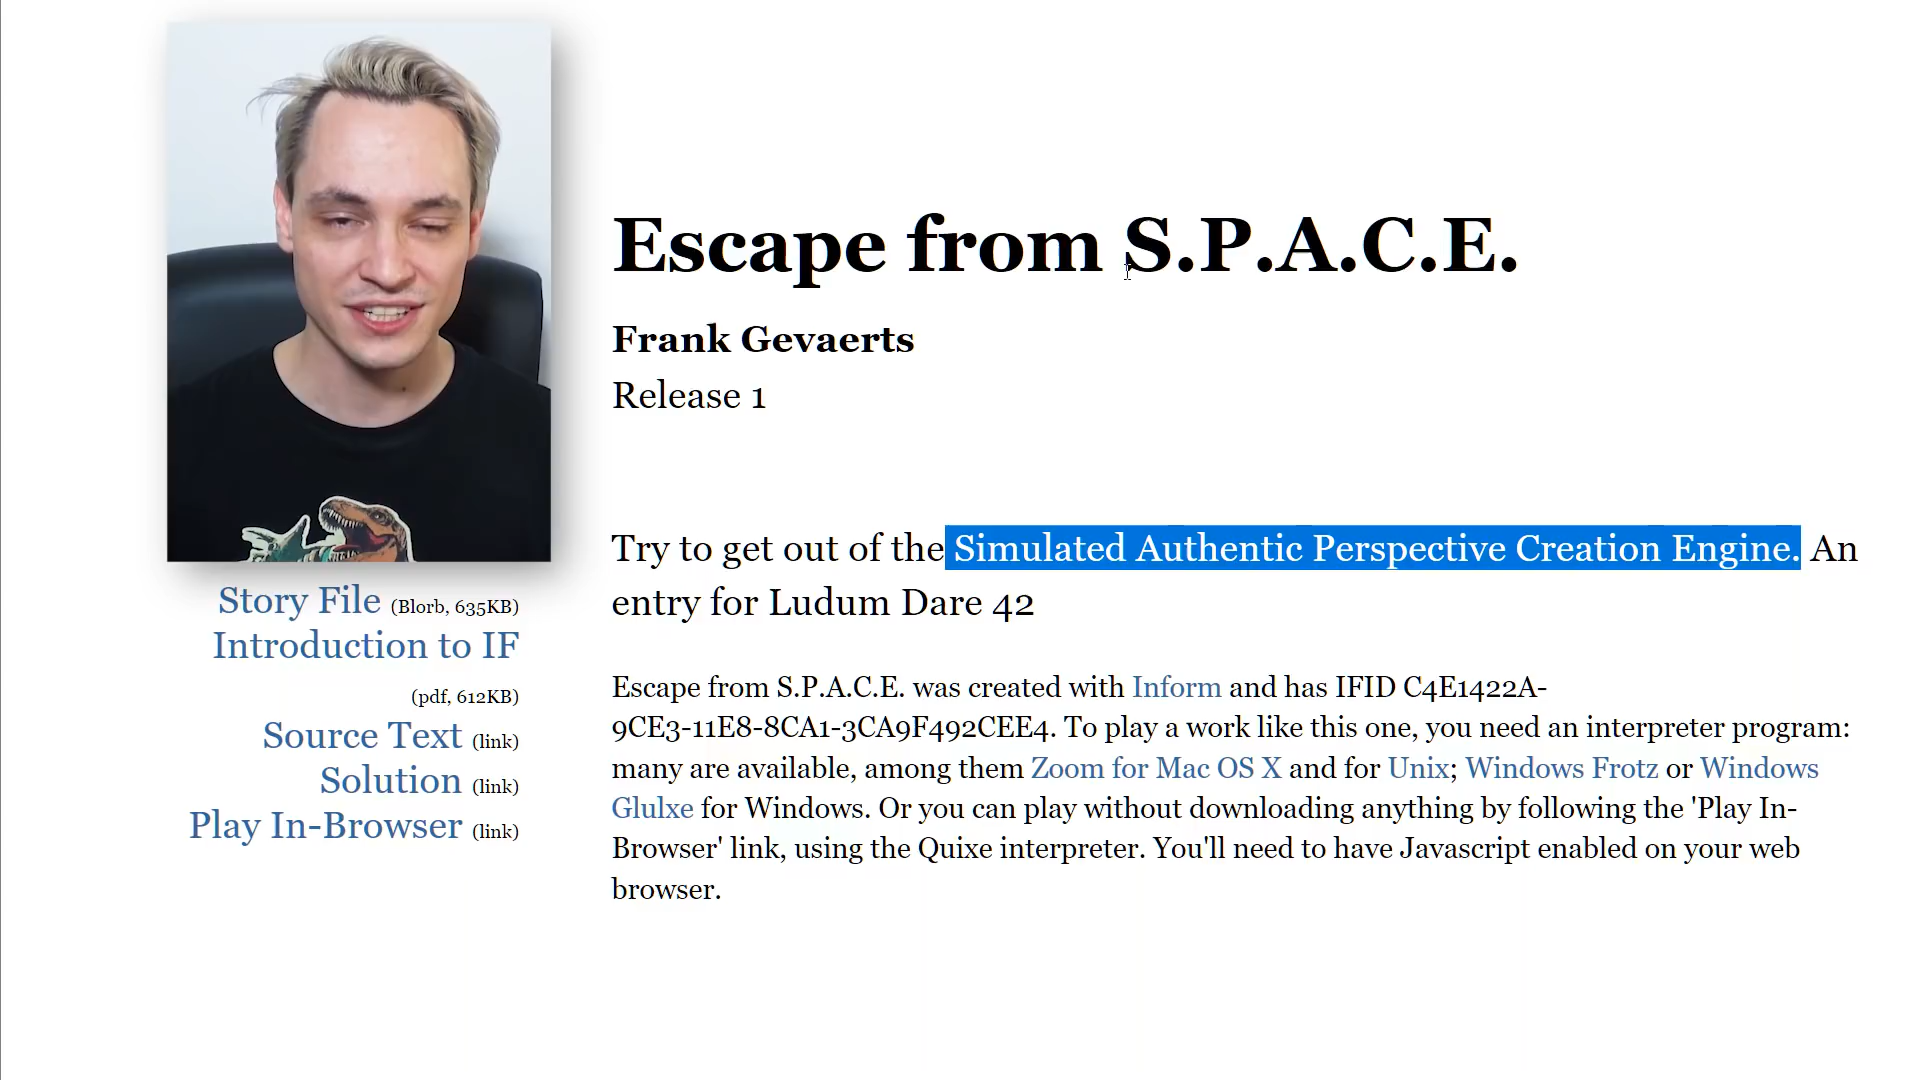 Escape from S.P.A.C.E.
Frank Gevaerts
Release 1
Try to get out of the Simulated Authentic Perspective Creation Engine. An
entry for Ludum Dare 42
Story File (Blorb, 635KB)
Introduction to IF
(pdf, 612KB)
Source Text (link)
Solution (link)
Play In-Browser (link)
Escape from S.P.A.C.E. was created with Inform and has IFID C4E1422A-
9CE3-11E8-8CA1-3CA9F492CEE4. To play a work like this one, you need an interpreter program:
many are available, among them Zoom for Mac OS X and for Unix; Windows Frotz or Windows
Glulxe for Windows. Or you can play without downloading anything by following the 'Play In-
Browser' link, using the Quixe interpreter. You'll need to have Javascript enabled on your web
browser.